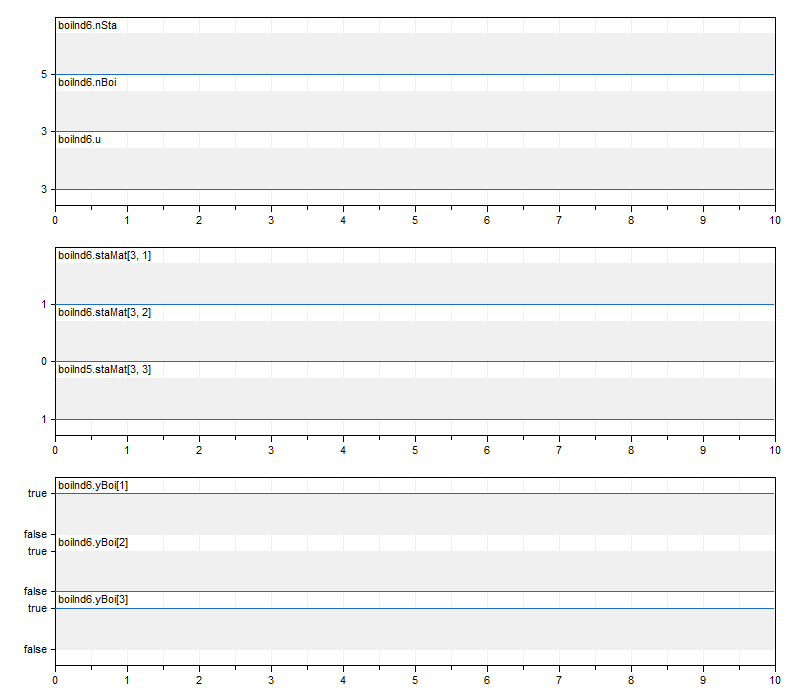 boiInd6.nSta
5
boiInd6.nBoi
3
boiInd6.u
3
0 1 2 3 4 5 6 7 8 9 10
boiInd6.staMat[3, 1]
1
boiInd6.staMat[3, 2]
0
boiInd5.staMat[3, 3]
1
0 1 2 3 4 5 6 7 8 9 10
boiInd6.yBoi[1]
true
false
boiInd6.yBoi[2]
true
false
boiInd6.yBoi[3]
true
false
0 1 2 3 4 5 6 7 8 9 10